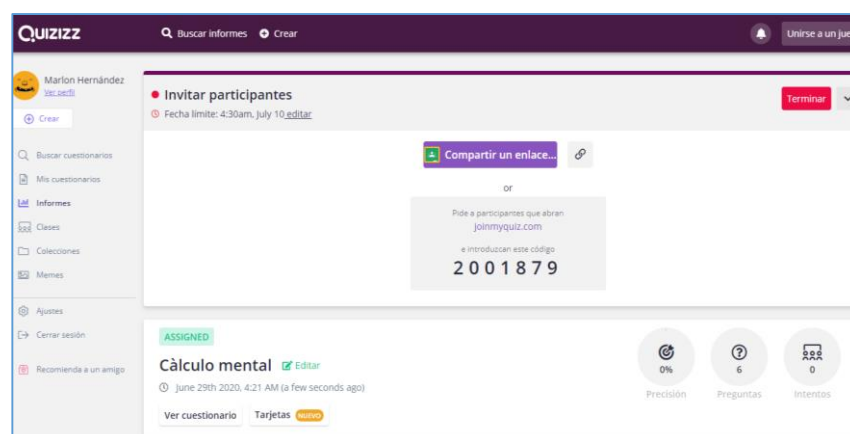 QUIZIZZ
Buscar informes Crear
Unirse a un jue
Marlon Hernández
Ver perfil
Crear
Buscar cuestionarios
Mis cuestionarios
Informes
Clases
Colecciones
Memes
Ajustes
Cerrar sesión
Recomienda a un amigo
Invitar participantes
Fecha límite: 4:30am, July 10 editar
Terminar
Compartir un enlace...
or
Pide a participantes que abran
joinmyquiz.com
e introduzcan este código
2001879
ASSIGNED
Càlculo mental Editar
June 29th 2020, 4:21 AM (a few seconds ago)
Ver cuestionario Tarjetas NUEVO
0%
Precisión
6
Preguntas
0
Intentos